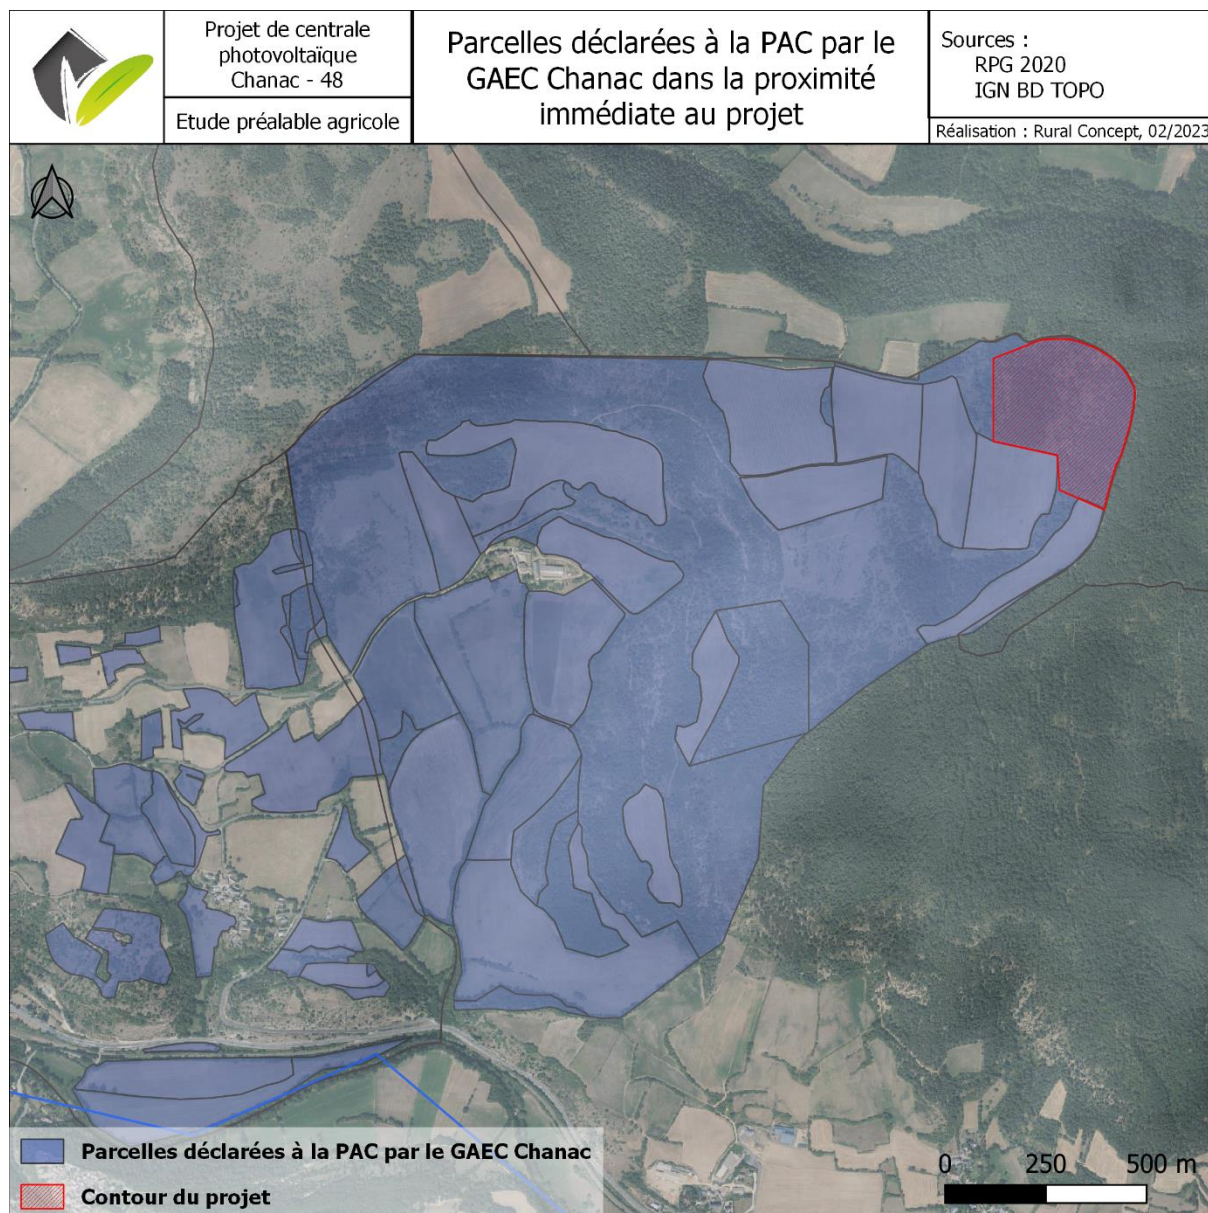 Projet de centrale
photovoltaïque
Chanac - 48
Etude préalable agricole
Parcelles déclarées à la PAC par le
GAEC Chanac dans la proximité
immédiate au projet
Sources :
RPG 2020
IGN BD TOPO
Réalisation : Rural Concept, 02/2023
Parcelles déclarées à la PAC par le GAEC Chanac
Contour du projet
0 250 500 m